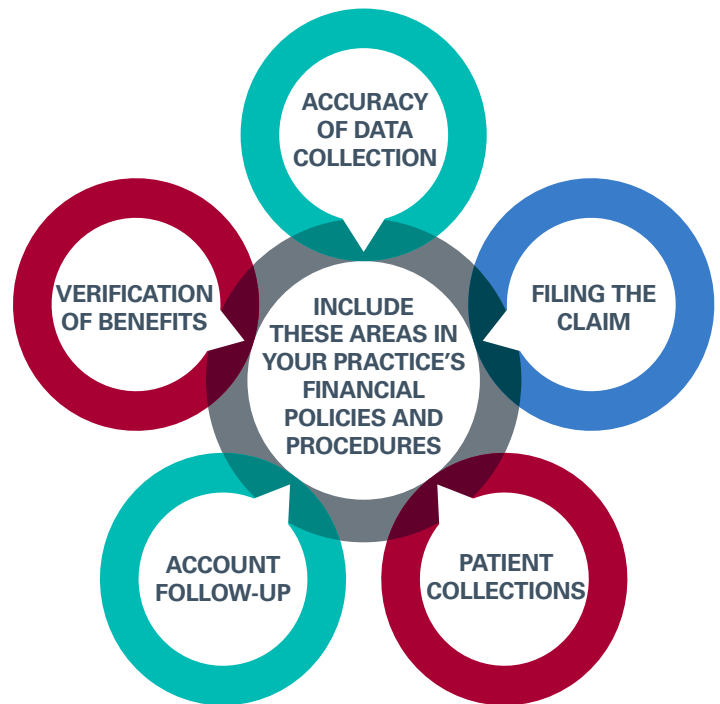 ACCURACY
OF DATA
COLLECTION
VERIFICATION
OF BENEFITS
INCLUDE
THESE AREAS IN
YOUR PRACTICE’S
FINANCIAL
POLICIES AND
PROCEDURES
FILING THE
CLAIM
ACCOUNT
FOLLOW-UP
PATIENT
COLLECTIONS